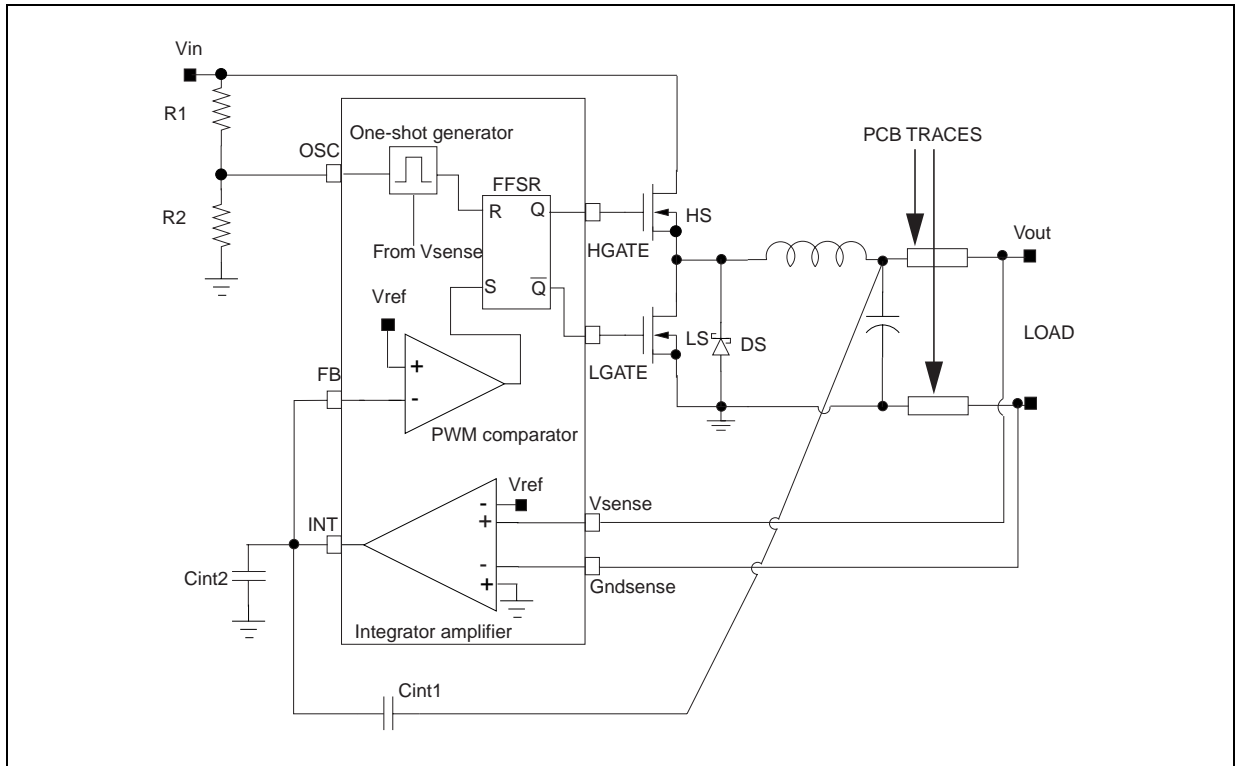 Vin
R1
One-shot generator
PCB TRACES
OSC
FFSR
R
Q
HS
R2
Vout
From Vsense
HGATE
S
Q
Vref
LS
DS
LOAD
+
FB
LGATE
-
PWM comparator
Vref
-
Vsense
INT
+
-
Cint2
+
Gndsense
Integrator amplifier
Cint1